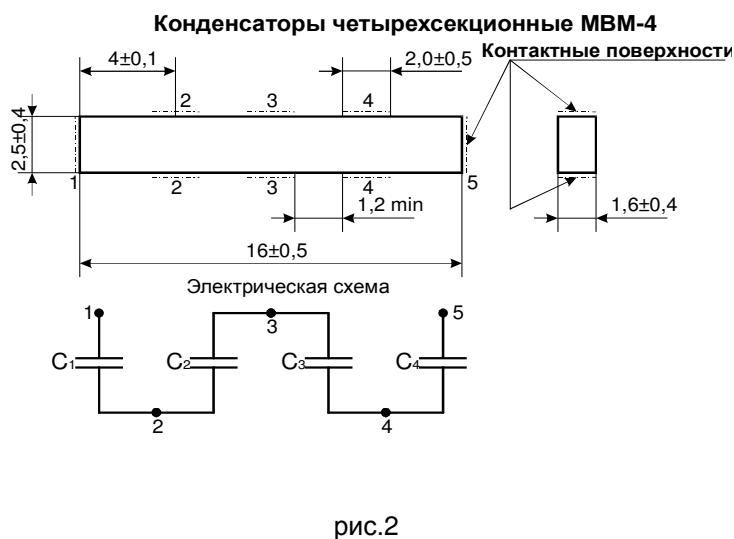 Конденсаторы четырехсекционные МВМ-4
Контактные поверхности
4±0,1
2,0±0,5
2 3 4
2,5±0,4
1 2 3 4 5
1,2 min
1,6±0,4
16±0,5
Электрическая схема
1 3 5
C1 C2 C3 C4
2 4
рис.2